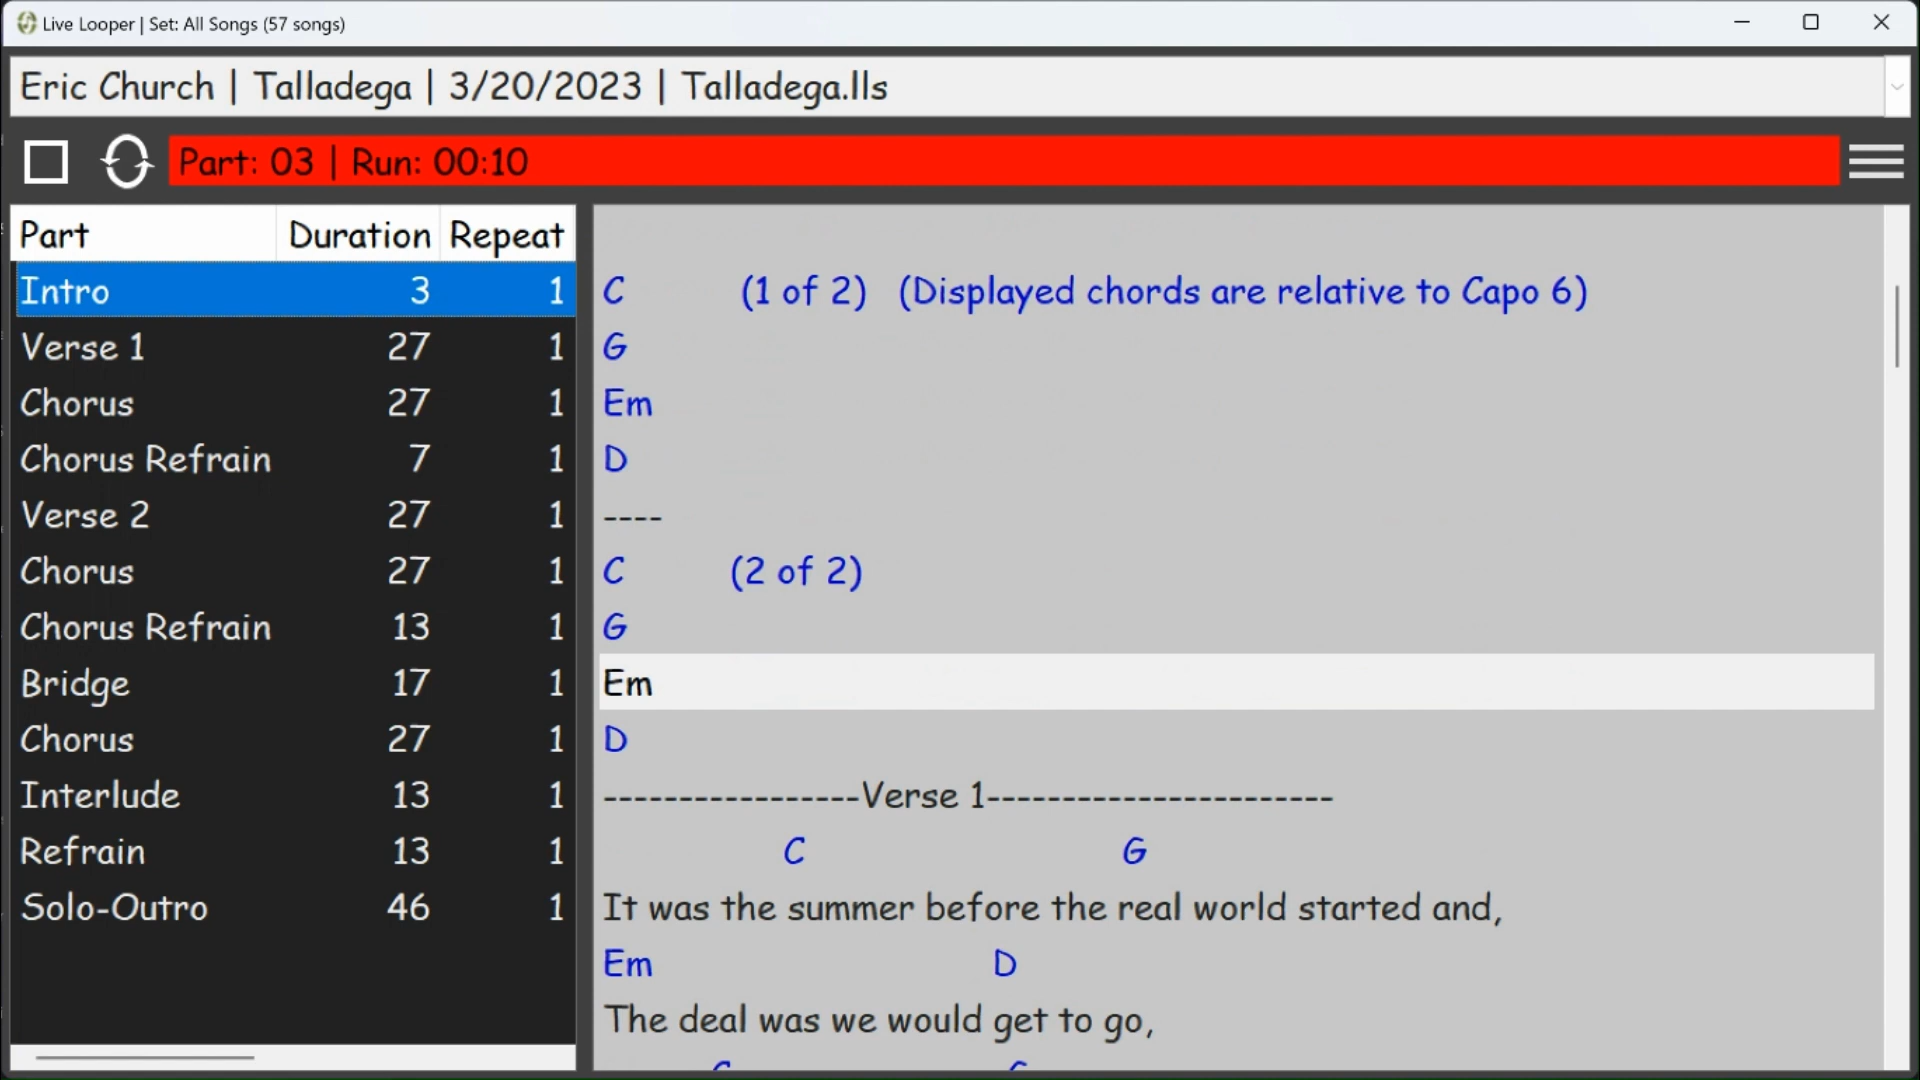 Live Looper | Set: All Songs (57 songs)
Eric Church | Talladega | 3/20/2023 | Talladega.lls
Part: 03 | Run: 00:10
Part Duration Repeat
Intro 3 1
Verse 1 27 1
Chorus 27 1
Chorus Refrain 7 1
Verse 2 27 1
Chorus 27 1
Chorus Refrain 13 1
Bridge 17 1
Chorus 27 1
Interlude 13 1
Refrain 13 1
Solo-Outro 46 1
C (1 of 2) (Displayed chords are relative to Capo 6)
G
Em
D
----
C (2 of 2)
G
Em
D
-----------------Verse 1-----------------------
C G
It was the summer before the real world started and,
Em D
The deal was we would get to go,